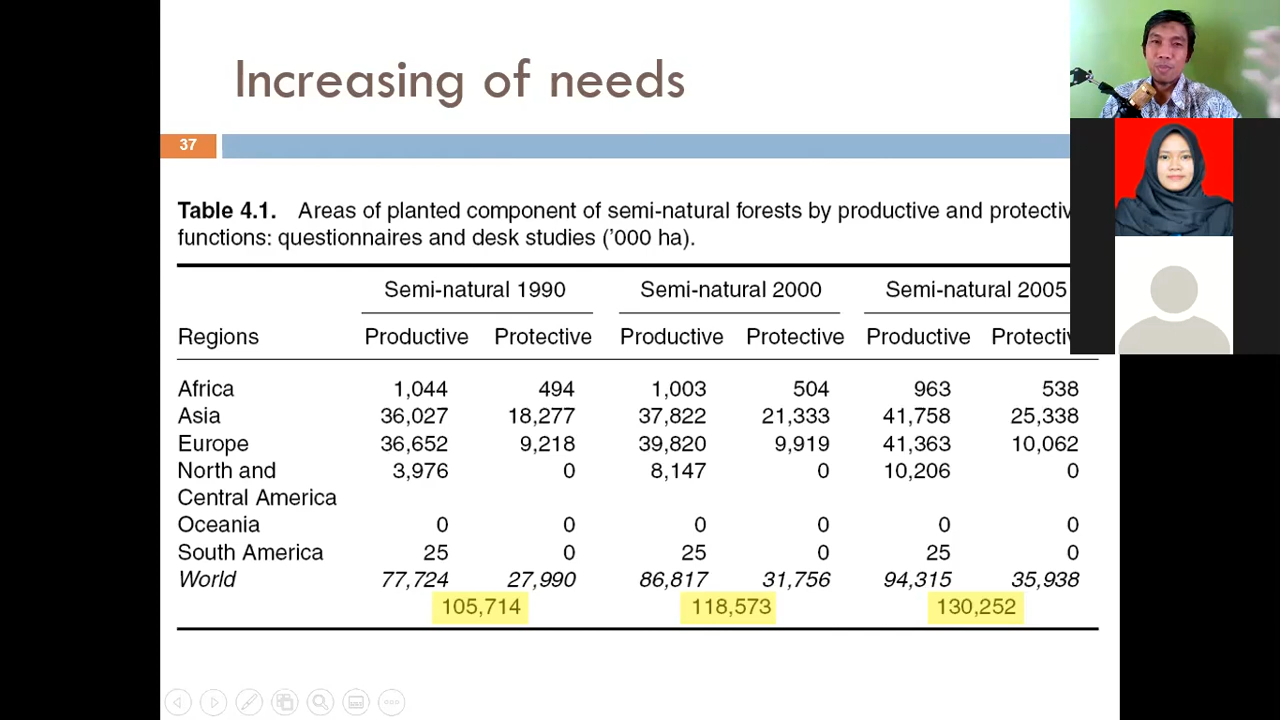 Increasing of needs
37
Table 4.1. Areas of planted component of semi-natural forests by productive and protectiv
functions: questionnaires and desk studies ('000 ha).
Semi-natural 1990 Semi-natural 2000 Semi-natural 2005
Regions Productive Protective Productive Protective Productive Protectiv
Africa 1,044 494 1,003 504 963 538
Asia 36,027 18,277 37,822 21,333 41,758 25,338
Europe 36,652 9,218 39,820 9,919 41,363 10,062
North and 3,976 0 8,147 0 10,206 0
Central America
Oceania 0 0 0 0 0 0
South America 25 0 25 0 25 0
World 77,724 27,990 86,817 31,756 94,315 35,938
105,714 118,573 130,252